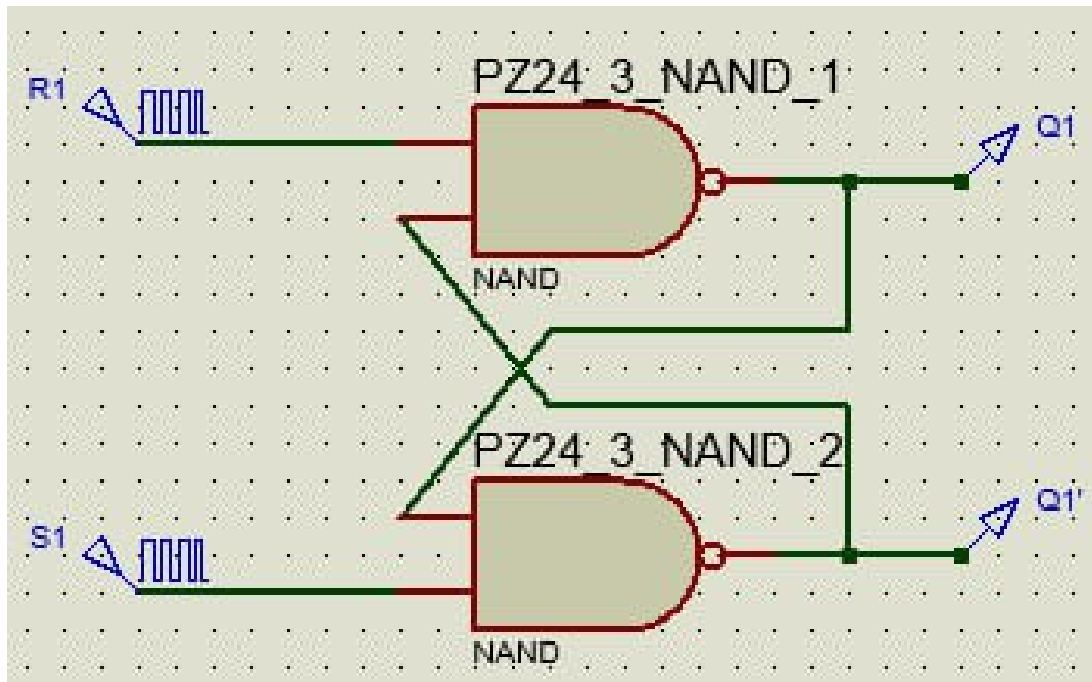 PZ24_3_NAND_1
R1
Q1
NAND
PZ24_3_NAND_2
S1
Q1'
NAND